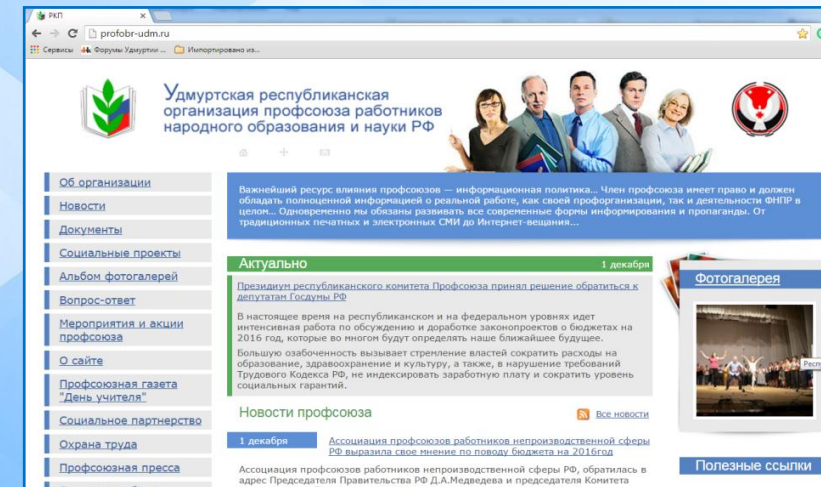 РКП
profobr-udm.ru
Сервисы
Форумы Удмуртии ...
Импортировано из...
Удмуртская республиканская
организация профсоюза работников
народного образования и науки РФ
Об организации
Новости
Документы
Социальные проекты
Альбом фотогалерей
Вопрос-ответ
Мероприятия и акции
профсоюза
О сайте
Профсоюзная газета
"День учителя"
Социальное партнерство
Охрана труда
Профсоюзная пресса
Важнейший ресурс влияния профсоюзов — информационная политика... Член профсоюза имеет право и должен
обладать полноценной информацией о реальной работе, как своей профорганизации, так и деятельности ФНПР в
целом... Одновременно мы обязаны развивать все современные формы информирования и пропаганды. От
традиционных печатных и электронных СМИ до Интернет-вещания...
Актуально
1 декабря
Президиум республиканского комитета Профсоюза принял решение обратиться к
депутатам Госдумы РФ
В настоящее время на республиканском и на федеральном уровнях идет
интенсивная работа по обсуждению и доработке законопроектов о бюджетах на
2016 год, которые во многом будут определять наше ближайшее будущее.
Большую озабоченность вызывает стремление властей сократить расходы на
образование, здравоохранение и культуру, а также, в нарушение требований
Трудового Кодекса РФ, не индексировать заработную плату и сократить уровень
социальных гарантий.
Новости профсоюза
Все новости
1 декабря
Ассоциация профсоюзов работников непроизводственной сферы
РФ выразила свое мнение по поводу бюджета на 2016год
Ассоциация профсоюзов работников непроизводственной сферы РФ, обратилась в
адрес Председателя Правительства РФ Д.А.Медведева и председателя Комитета
Фотогалерея
Полезные ссылки